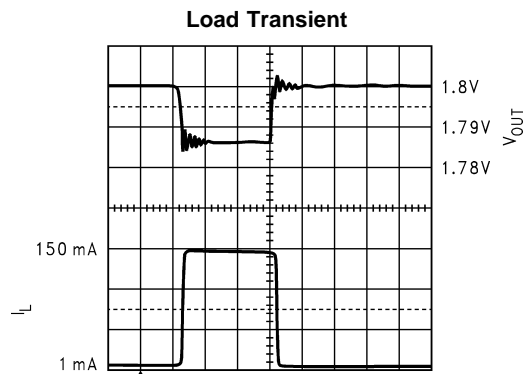 Load Transient
1.8V
1.79V
1.78V
VOUT
150 mA
IL
1 mA